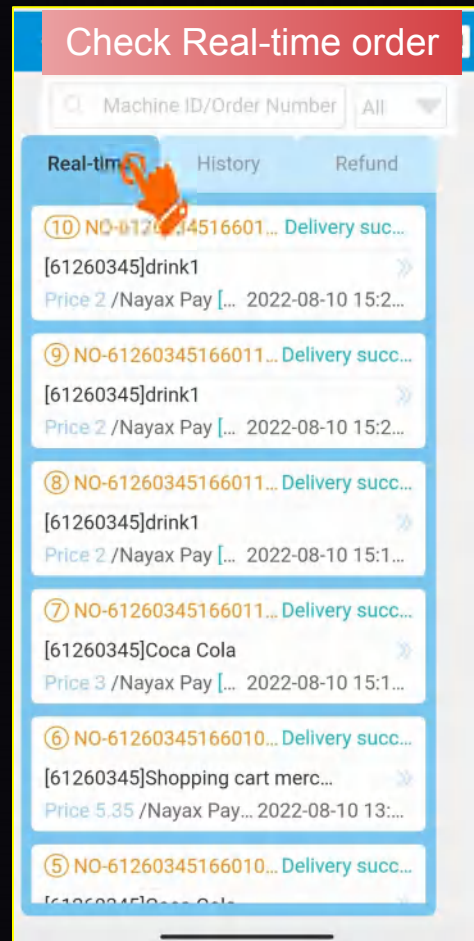 Check Real-time order
Machine ID/Order Number All
Real-time History Refund
10 Delivery suc...
[61260345]drink1
Price 2 /Nayax Pay [... 2022-08-10 15:2...
9 NO-61260345166011... Delivery succ...
[61260345]drink1
Price 2 /Nayax Pay [... 2022-08-10 15:2...
8 NO-61260345166011... Delivery succ...
[61260345]drink1
Price 2 /Nayax Pay [... 2022-08-10 15:1...
7 NO-61260345166011... Delivery succ...
[61260345]Coca Cola
Price 3 /Nayax Pay [... 2022-08-10 15:1...
6 NO-61260345166010... Delivery succ...
[61260345]Shopping cart merc...
Price 5.35 /Nayax Pay... 2022-08-10 13:...
5 NO-61260345166010... Delivery succ...